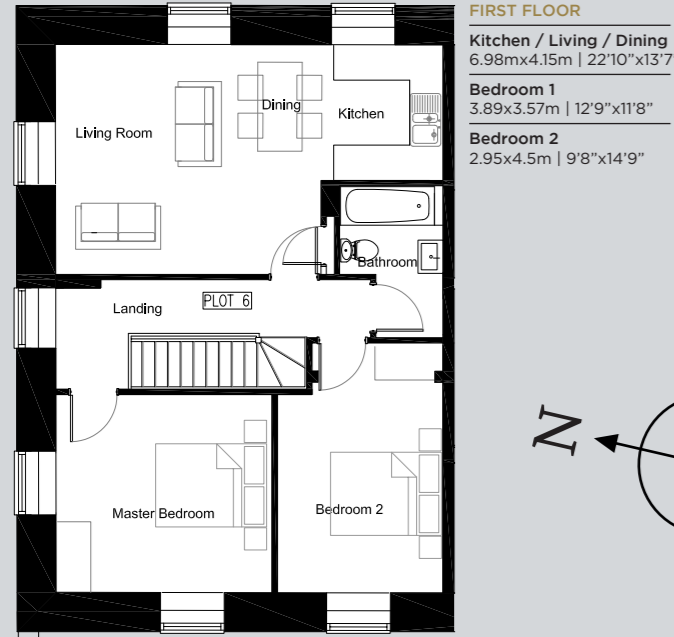 FIRST FLOOR
Kitchen / Living / Dining
6.98mx4.15m | 22'10"x13'7
Bedroom 1
3.89x3.57m | 12'9"x11'8"
Bedroom 2
2.95x4.5m | 9'8"x14'9"
Dining
Kitchen
Living Room
Bathroom
Landing
PLOT 6
Master Bedroom
Bedroom 2
N